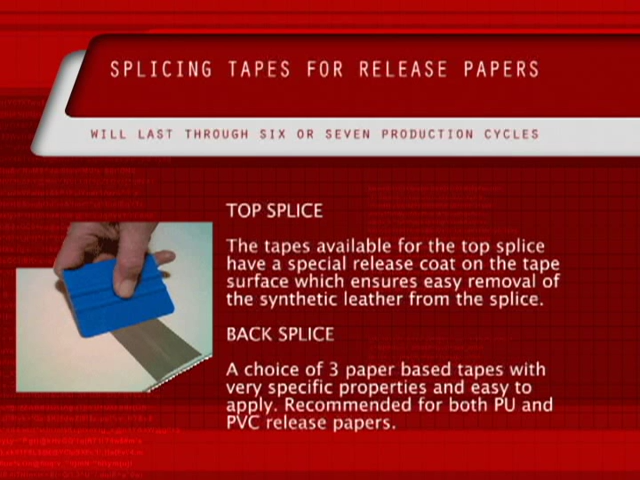 SPLICING TAPES FOR RELEASE PAPERS
WILL LAST THROUGH SIX OR SEVEN PRODUCTION CYCLES
TOP SPLICE
The tapes available for the top splice
have a special release coat on the tape
surface which ensures easy removal of
the synthetic leather from the splice.
BACK SPLICE
A choice of 3 paper based tapes with
very specific properties and easy to
apply. Recommended for both PU and
PVC release papers.